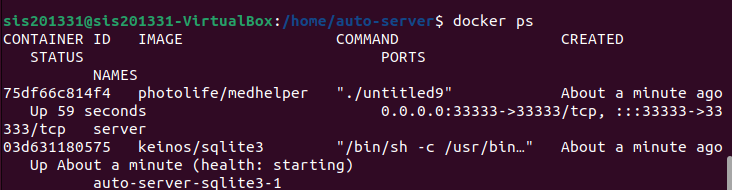 sis201331@sis201331-VirtualBox:/home/auto-server$ docker ps
CONTAINER ID   IMAGE                COMMAND                  CREATED
   STATUS                             PORTS
          NAMES
75df66c814f4   photolife/medhelper   "./untitled9"            About a minute ago
   Up 59 seconds                      0.0.0.0:33333->33333/tcp, :::33333->33
333/tcp   server
03d631180575   keinos/sqlite3        "/bin/sh -c /usr/bin…"   About a minute ago
   Up About a minute (health: starting)
          auto-server-sqlite3-1